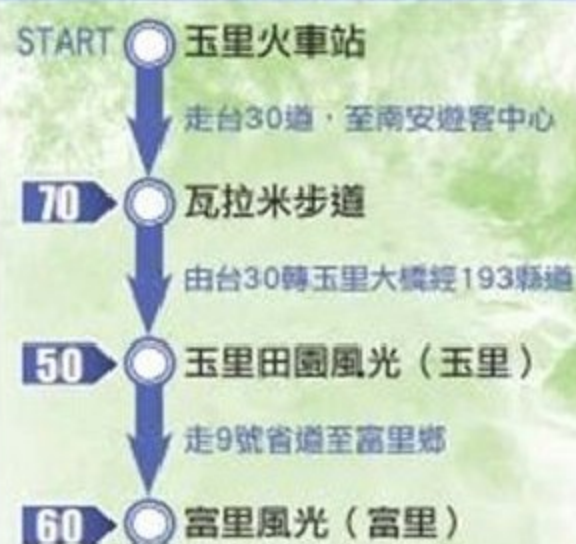 START 玉里火車站
走台30道，至南安遊客中心
70 瓦拉米步道
由台30轉玉里大橋經193縣道
50 玉里田園風光（玉里）
走9號省道至富里鄉
60 富里風光（富里）